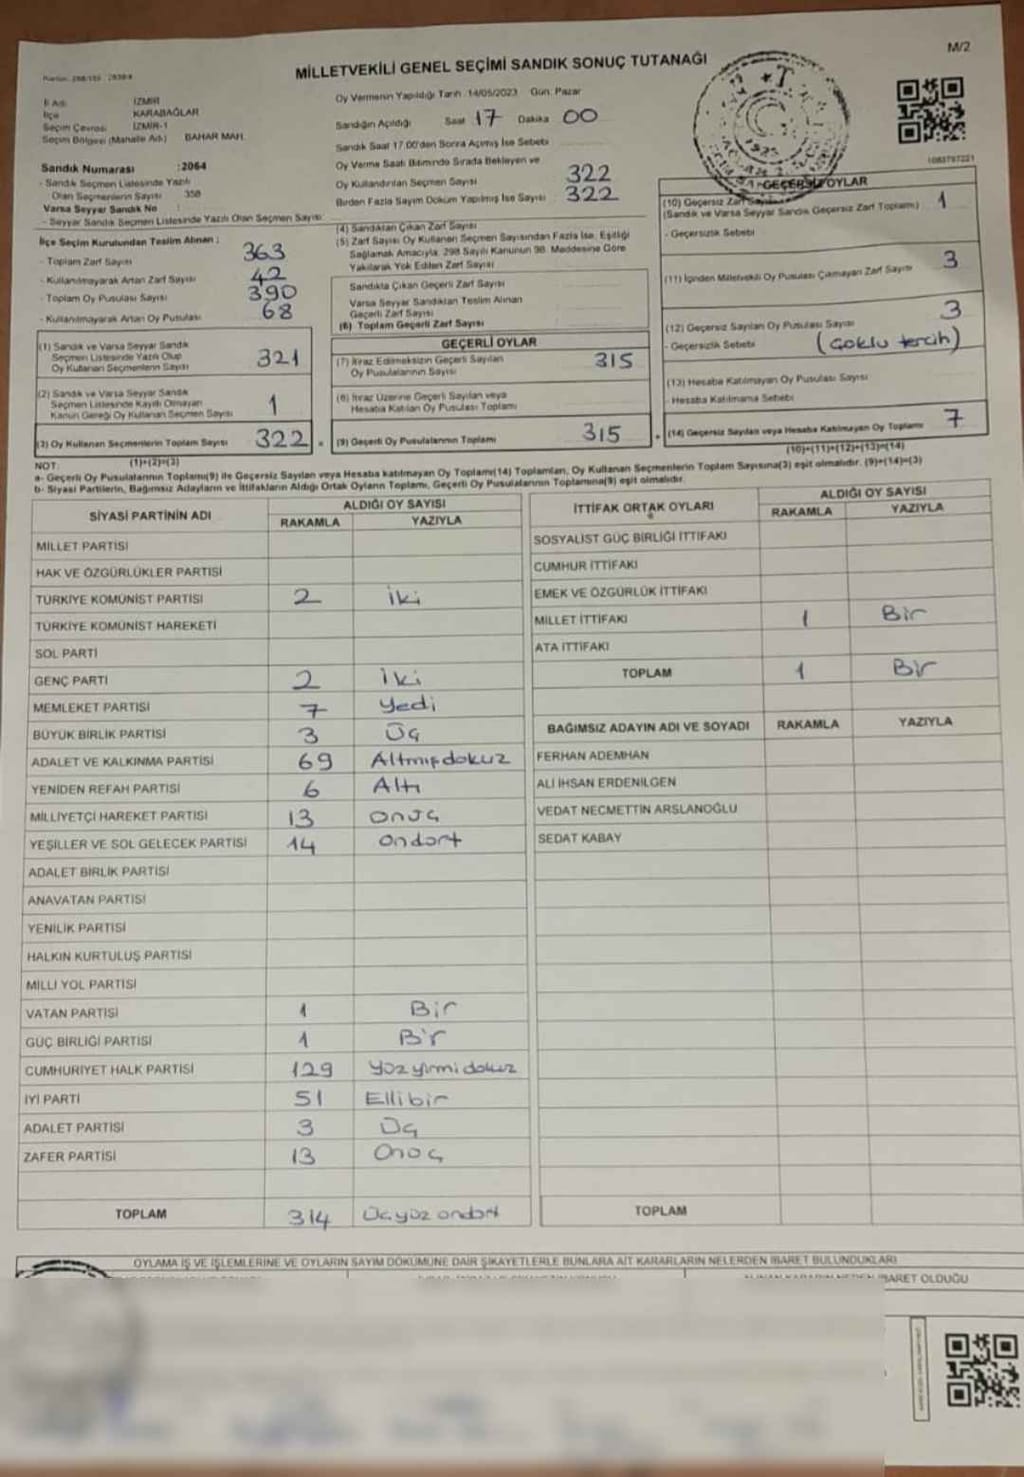 M/2
MİLLETVEKİLİ GENEL SEÇİMİ SANDIK SONUÇ TUTANAĞI
İl Adı : İZMİR
İlçe : KARABAĞLAR
Seçim Çevresi : İZMİR-1
Seçim Bölgesi (Mahalle Adı) : BAHAR MAH.
Sandık Numarası : 2064
- Sandık Seçmen Listesinde Yazılı
Olan Seçmenlerin Sayısı : 358
Varsa Seyyar Sandık No :
- Seyyar Sandık Seçmen Listesinde Yazılı Olan Seçmen Sayısı :
Oy Vermenin Yapıldığı Tarih :14/05/2023 Gün: Pazar
Sandığın Açıldığı Saat 17 Dakika 00
Sandık Saat 17.00'den Sonra Açılmış İse Sebebi
Oy Verme Saati Bitiminde Sırada Bekleyen ve
Oy Kullandırılan Seçmen Sayısı 322
Birden Fazla Sayım Döküm Yapılmış İse Sayısı 322
1083797221
İlçe Seçim Kurulundan Teslim Alınan :
- Toplam Zarf Sayısı 363
- Kullanılmayarak Artan Zarf Sayısı 42
- Toplam Oy Pusulası Sayısı 390
- Kullanılmayarak Artan Oy Pusulası 68
(1) Sandık ve Varsa Seyyar Sandık
Seçmen Listesinde Yazılı Olup
Oy Kullanan Seçmenlerin Sayısı 321
(2) Sandık ve Varsa Seyyar Sandık
Seçmen Listesinde Kayıtlı Olmayan
Kanun Gereği Oy Kullanan Seçmen Sayısı 1
(3) Oy Kullanan Seçmenlerin Toplam Sayısı 322
(1)+(2)=(3)
(4) Sandıktan Çıkan Zarf Sayısı
(5) Zarf Sayısı Oy Kullanan Seçmen Sayısından Fazla İse, Eşitliği
Sağlamak Amacıyla, 298 Sayılı Kanunun 98. Maddesine Göre
Yakılarak Yok Edilen Zarf Sayısı
Sandıkta Çıkan Geçerli Zarf Sayısı
Varsa Seyyar Sandıktan Teslim Alınan
Geçerli Zarf Sayısı
(6) Toplam Geçerli Zarf Sayısı
GEÇERLİ OYLAR
(7) İtiraz Edilmeksizin Geçerli Sayılan
Oy Pusulalarının Sayısı 315
(8) İtiraz Üzerine Geçerli Sayılan veya
Hesaba Katılan Oy Pusulası Toplamı
(9) Geçerli Oy Pusulalarının Toplamı 315
GEÇERSİZ OYLAR
(10) Geçersiz Zarf Sayısı
(Sandık ve Varsa Seyyar Sandık Geçersiz Zarf Toplamı) 1
- Geçersizlik Sebebi
(11) İçinden Milletvekili Oy Pusulası Çıkmayan Zarf Sayısı 3
(12) Geçersiz Sayılan Oy Pusulası Sayısı 3
- Geçersizlik Sebebi (Çoklu tercih)
(13) Hesaba Katılmayan Oy Pusulası Sayısı
- Hesaba Katılmama Sebebi
(14) Geçersiz Sayılan veya Hesaba Katılmayan Oy Toplamı 7
(10)+(11)+(12)+(13)=(14)
NOT:
a- Geçerli Oy Pusulalarının Toplamı(9) ile Geçersiz Sayılan veya Hesaba katılmayan Oy Toplamı(14) Toplamları, Oy Kullanan Seçmenlerin Toplam Sayısına(3) eşit olmalıdır. (9)+(14)=(3)
b- Siyasi Partilerin, Bağımsız Adayların ve İttifakların Aldığı Ortak Oyların Toplamı, Geçerli Oy Pusulalarının Toplamına(9) eşit olmalıdır.
SİYASİ PARTİNİN ADI ALDIĞI OY SAYISI
RAKAMLA YAZIYLA
MİLLET PARTİSİ
HAK VE ÖZGÜRLÜKLER PARTİSİ
TÜRKİYE KOMÜNİST PARTİSİ 2 iki
TÜRKİYE KOMÜNİST HAREKETİ
SOL PARTİ
GENÇ PARTİ 2 iki
MEMLEKET PARTİSİ 7 Yedi
BÜYÜK BİRLİK PARTİSİ 3 Üç
ADALET VE KALKINMA PARTİSİ 69 Altmışdokuz
YENİDEN REFAH PARTİSİ 6 Altı
MİLLİYETÇİ HAREKET PARTİSİ 13 onüç
YEŞİLLER VE SOL GELECEK PARTİSİ 14 ondört
ADALET BİRLİK PARTİSİ
ANAVATAN PARTİSİ
YENİLİK PARTİSİ
HALKIN KURTULUŞ PARTİSİ
MİLLİ YOL PARTİSİ
VATAN PARTİSİ 1 Bir
GÜÇ BİRLİĞİ PARTİSİ 1 Bir
CUMHURİYET HALK PARTİSİ 129 Yüzyirmidokuz
İYİ PARTİ 51 Ellibir
ADALET PARTİSİ 3 Üç
ZAFER PARTİSİ 13 Onüç
TOPLAM 314 Üçyüzondört
İTTİFAK ORTAK OYLARI ALDIĞI OY SAYISI
RAKAMLA YAZIYLA
SOSYALİST GÜÇ BİRLİĞİ İTTİFAKI
CUMHUR İTTİFAKI
EMEK VE ÖZGÜRLÜK İTTİFAKI
MİLLET İTTİFAKI 1 Bir
ATA İTTİFAKI
TOPLAM 1 Bir
BAĞIMSIZ ADAYIN ADI VE SOYADI RAKAMLA YAZIYLA
FERHAN ADEMHAN
ALİ İHSAN ERDENİLGEN
VEDAT NECMETTİN ARSLANOĞLU
SEDAT KABAY
TOPLAM
OYLAMA İŞ VE İŞLEMLERİNE VE OYLARIN SAYIM DÖKÜMÜNE DAİR ŞİKAYETLERLE BUNLARA AİT KARARLARIN NELERDEN İBARET BULUNDUKLARI
İBARET OLDUĞU